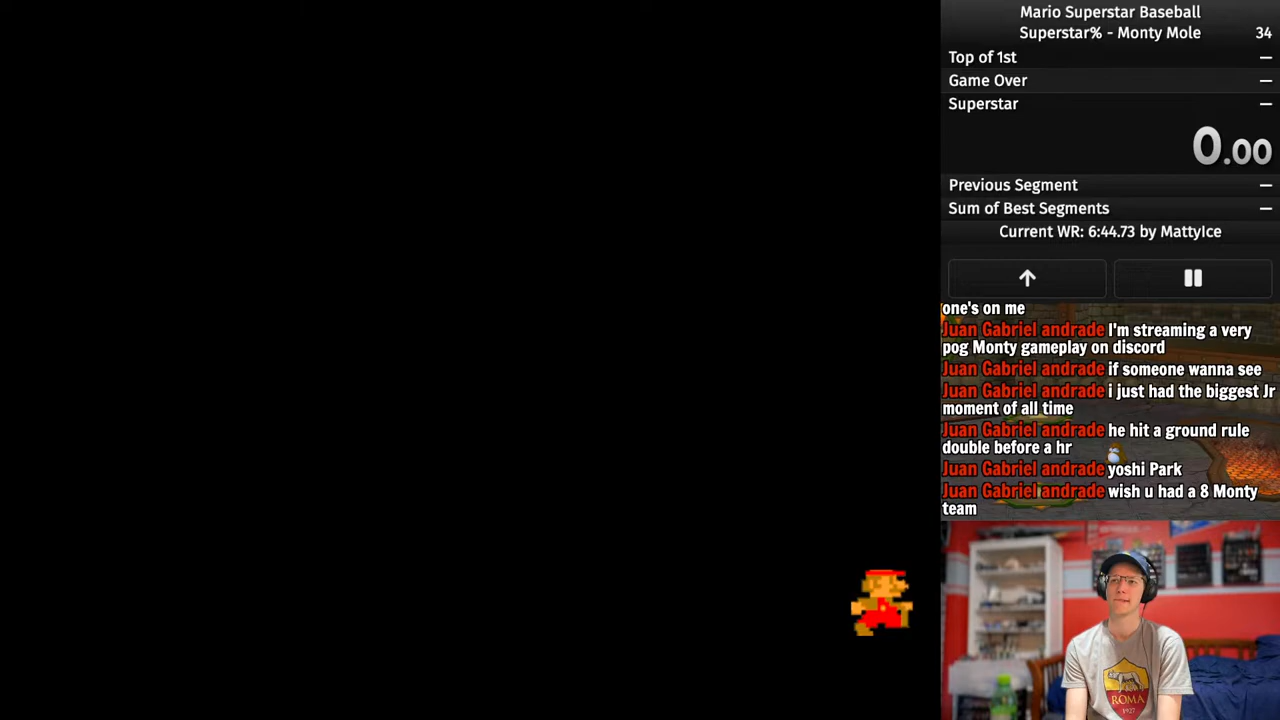 Mario Superstar Baseball
Superstar% - Monty Mole 34
Top of 1st —
Game Over —
Superstar —
0.00
Previous Segment —
Sum of Best Segments —
Current WR: 6:44.73 by MattyIce
one's on me
Juan Gabriel andrade I'm streaming a very
pog Monty gameplay on discord
Juan Gabriel andrade if someone wanna see
Juan Gabriel andrade i just had the biggest Jr
moment of all time
Juan Gabriel andrade he hit a ground rule
double before a hr
Juan Gabriel andrade yoshi Park
Juan Gabriel andrade wish u had a 8 Monty
team
ROMA
1927